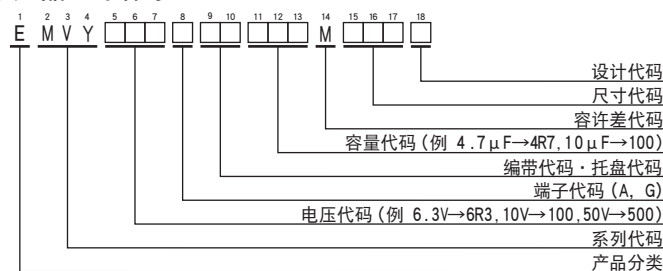 1 2 3 4 5 6 7 8 9 10 11 12 13 14 15 16 17 18
E M V Y □ □ □ □ □ □ □ □ □ M □ □ □ □
设计代码
尺寸代码
容许差代码
容量代码(例 4.7μF→4R7,10μF→100)
编带代码・托盘代码
端子代码(A, G)
电压代码(例 6.3V→6R3,10V→100,50V→500)
系列代码
产品分类